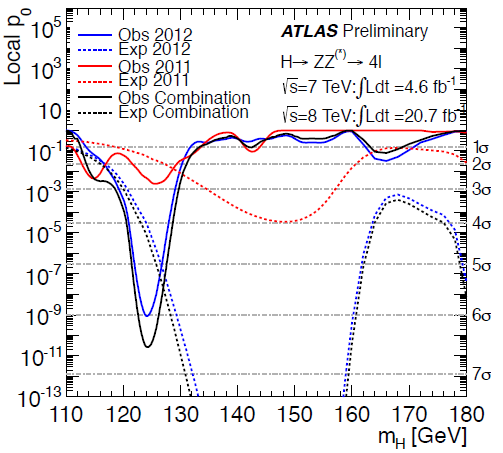 Local p₀
10⁵
10³
10
10⁻¹
10⁻³
10⁻⁵
10⁻⁷
10⁻⁹
10⁻¹¹
10⁻¹³
Obs 2012
Exp 2012
Obs 2011
Exp 2011
Obs Combination
Exp Combination
ATLAS Preliminary
H→ ZZ⁽*⁾→ 4l
√s=7 TeV:∫Ldt =4.6 fb⁻¹
√s=8 TeV:∫Ldt =20.7 fb⁻
1σ
2σ
3σ
4σ
5σ
6σ
7σ
110 120 130 140 150 160 170 180
m_H [GeV]